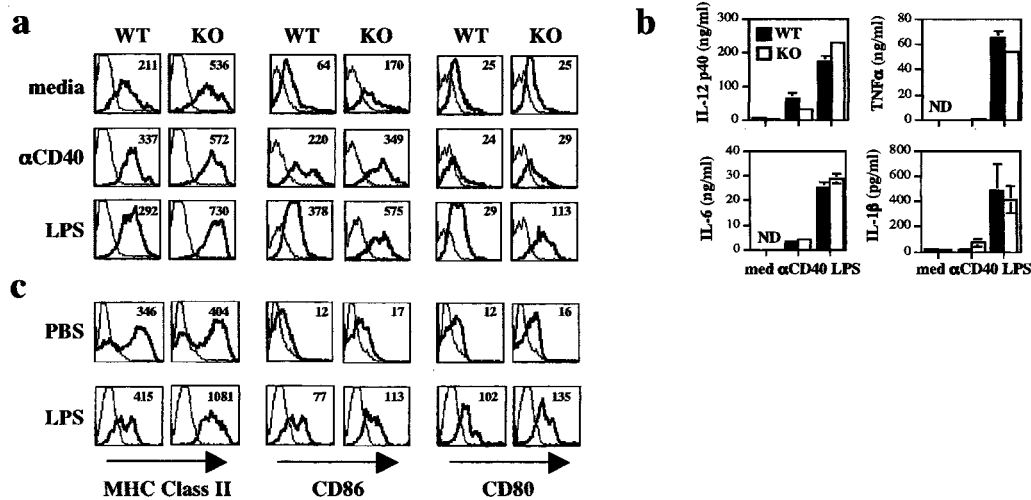 a
WT KO WT KO WT KO
media 211 536 64 170 25 25
αCD40 337 572 220 349 24 29
LPS 292 730 378 575 29 113
b
300
200
100
0
IL-12 p40 (ng/ml)
WT
KO
80
60
40
20
0
TNFα (ng/ml)
ND
30
20
10
0
IL-6 (ng/ml)
ND
med αCD40 LPS
800
600
400
200
0
IL-1β (pg/ml)
med αCD40 LPS
c
PBS 346 404 12 17 12 16
LPS 415 1081 77 113 102 135
MHC Class II CD86 CD80